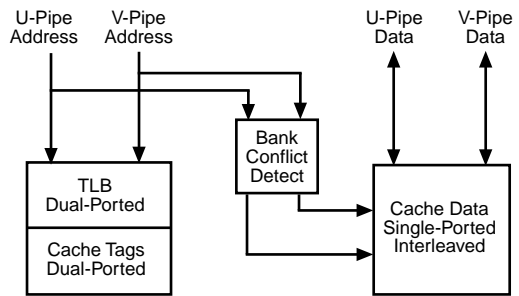 U-Pipe
Address
V-Pipe
Address
U-Pipe
Data
V-Pipe
Data
Bank
Conflict
Detect
TLB
Dual-Ported
Cache Tags
Dual-Ported
Cache Data
Single-Ported
Interleaved